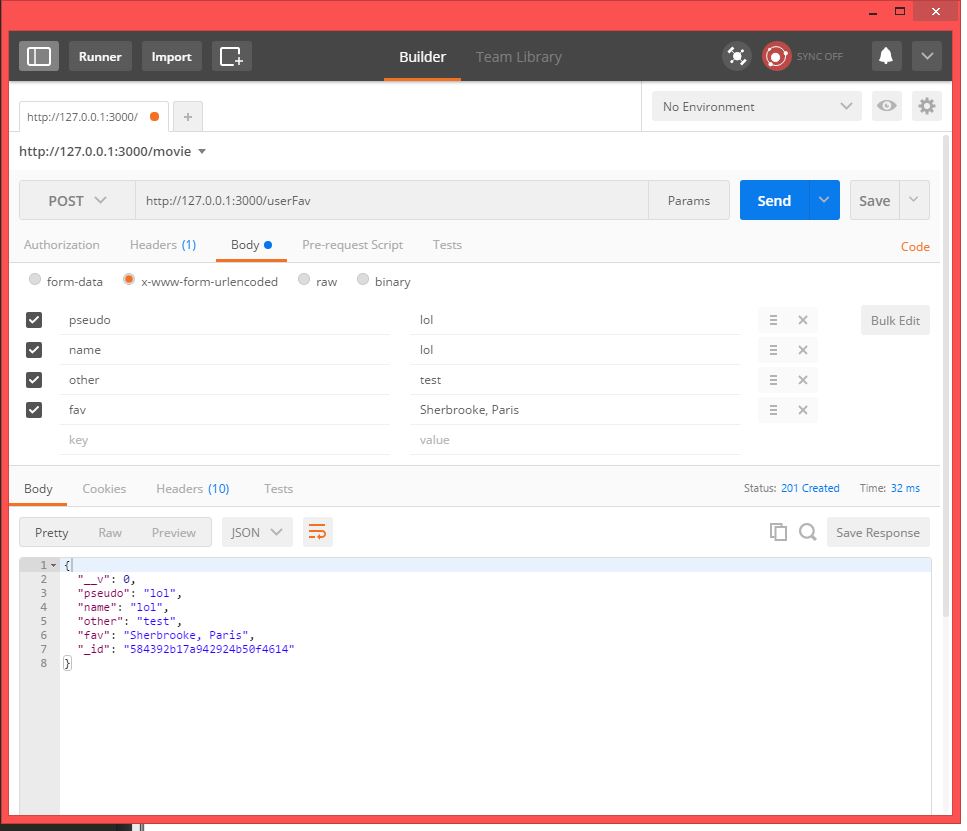 Runner Import Builder Team Library SYNC OFF
http://127.0.0.1:3000/ + No Environment
http://127.0.0.1:3000/movie
POST http://127.0.0.1:3000/userFav Params Send Save
Authorization Headers (1) Body Pre-request Script Tests Code
form-data x-www-form-urlencoded raw binary
pseudo lol Bulk Edit
name lol
other test
fav Sherbrooke, Paris
key value
Body Cookies Headers (10) Tests Status: 201 Created Time: 32 ms
Pretty Raw Preview JSON Save Response
1 {
2 "__v": 0,
3 "pseudo": "lol",
4 "name": "lol",
5 "other": "test",
6 "fav": "Sherbrooke, Paris",
7 "_id": "584392b17a942924b50f4614"
8 }